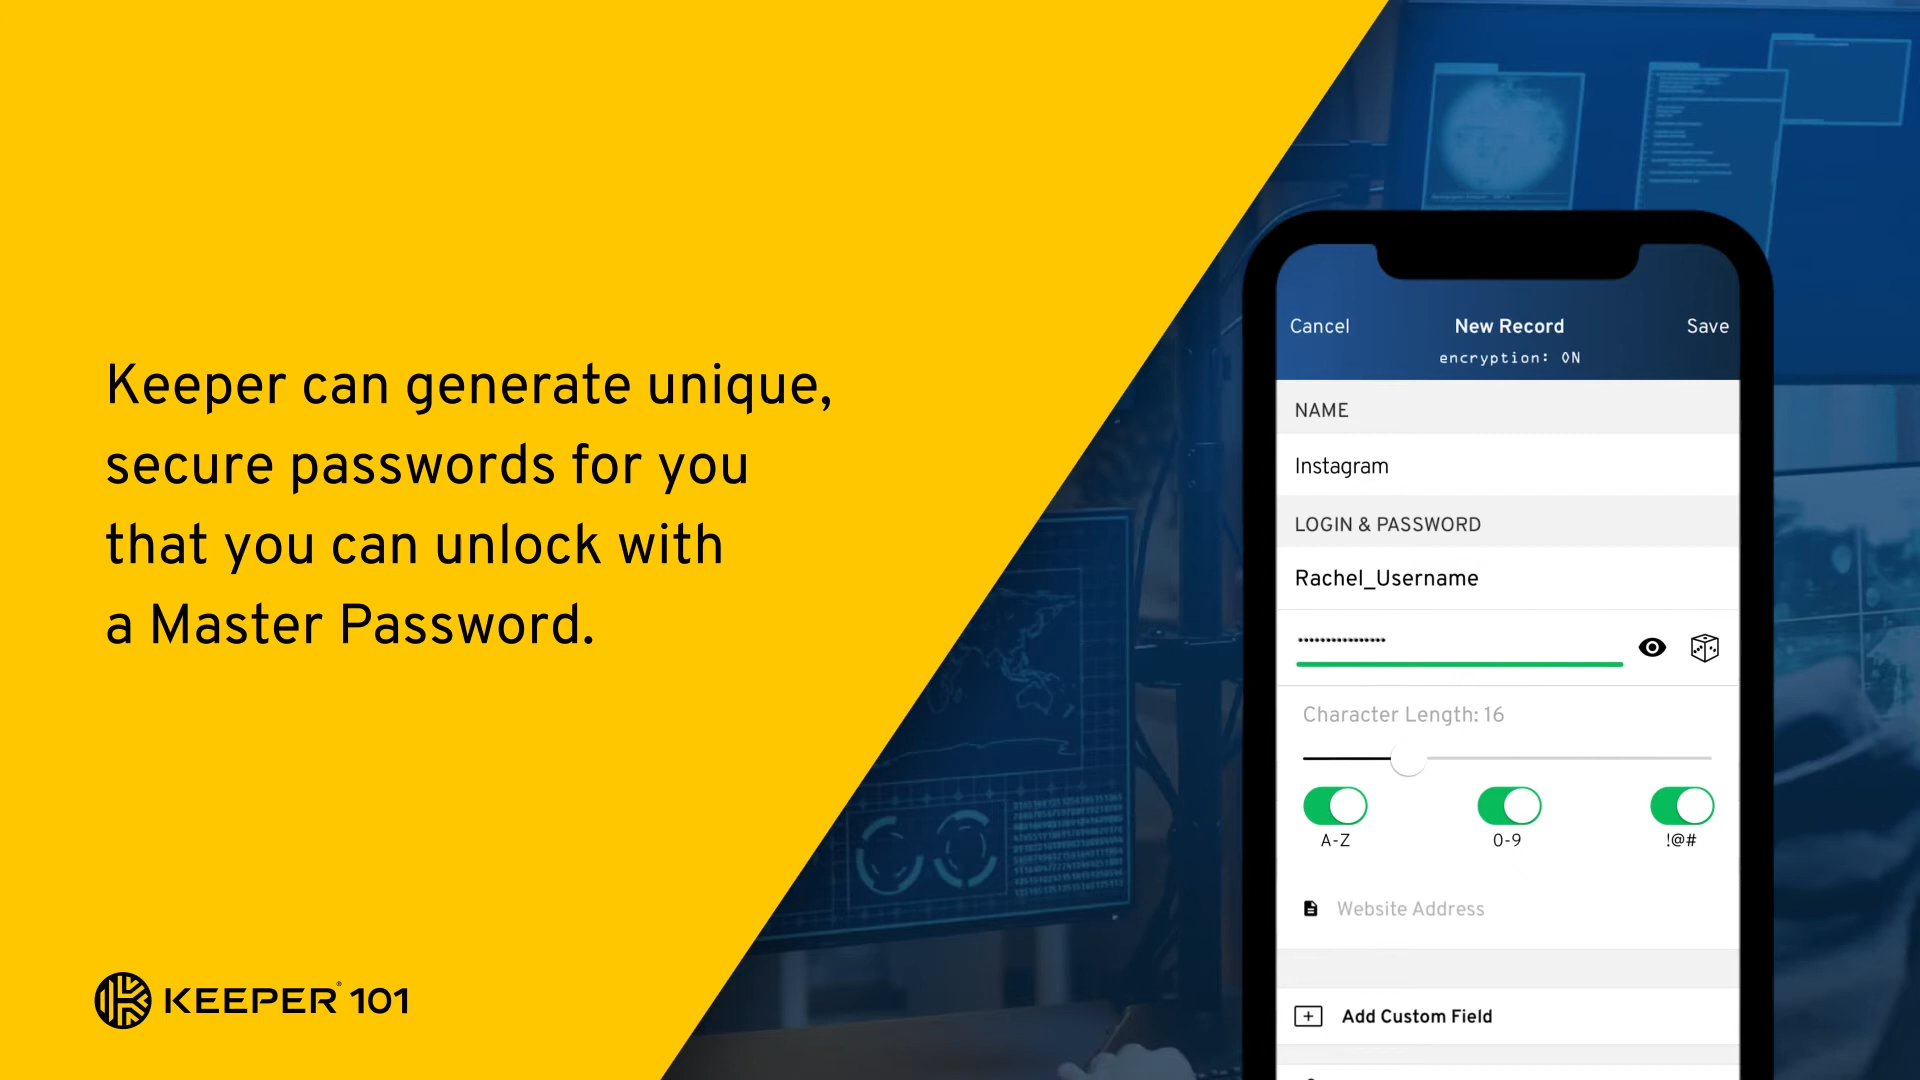 Keeper can generate unique,
secure passwords for you
that you can unlock with
a Master Password.
KEEPER® 101
Cancel
New Record
Save
encryption: ON
NAME
Instagram
LOGIN & PASSWORD
Rachel_Username
••••••••••••••••
Character Length: 16
A-Z
0-9
!@#
Website Address
Add Custom Field